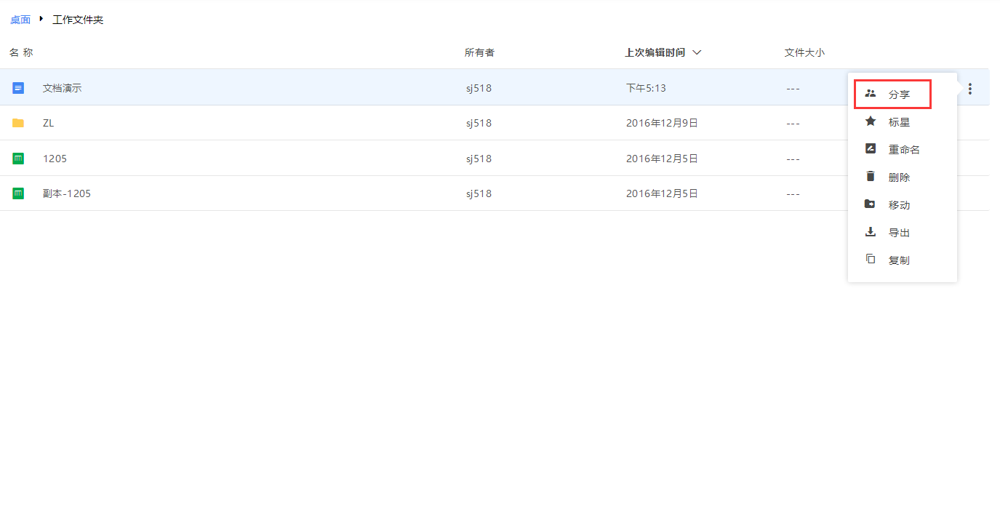 桌面 工作文件夹
名 称 所有者 上次编辑时间 文件大小
文档演示 sj518 下午5:13 ---
ZL sj518 2016年12月9日 ---
1205 sj518 2016年12月5日 ---
副本-1205 sj518 2016年12月5日 ---
分享
标星
重命名
删除
移动
导出
复制